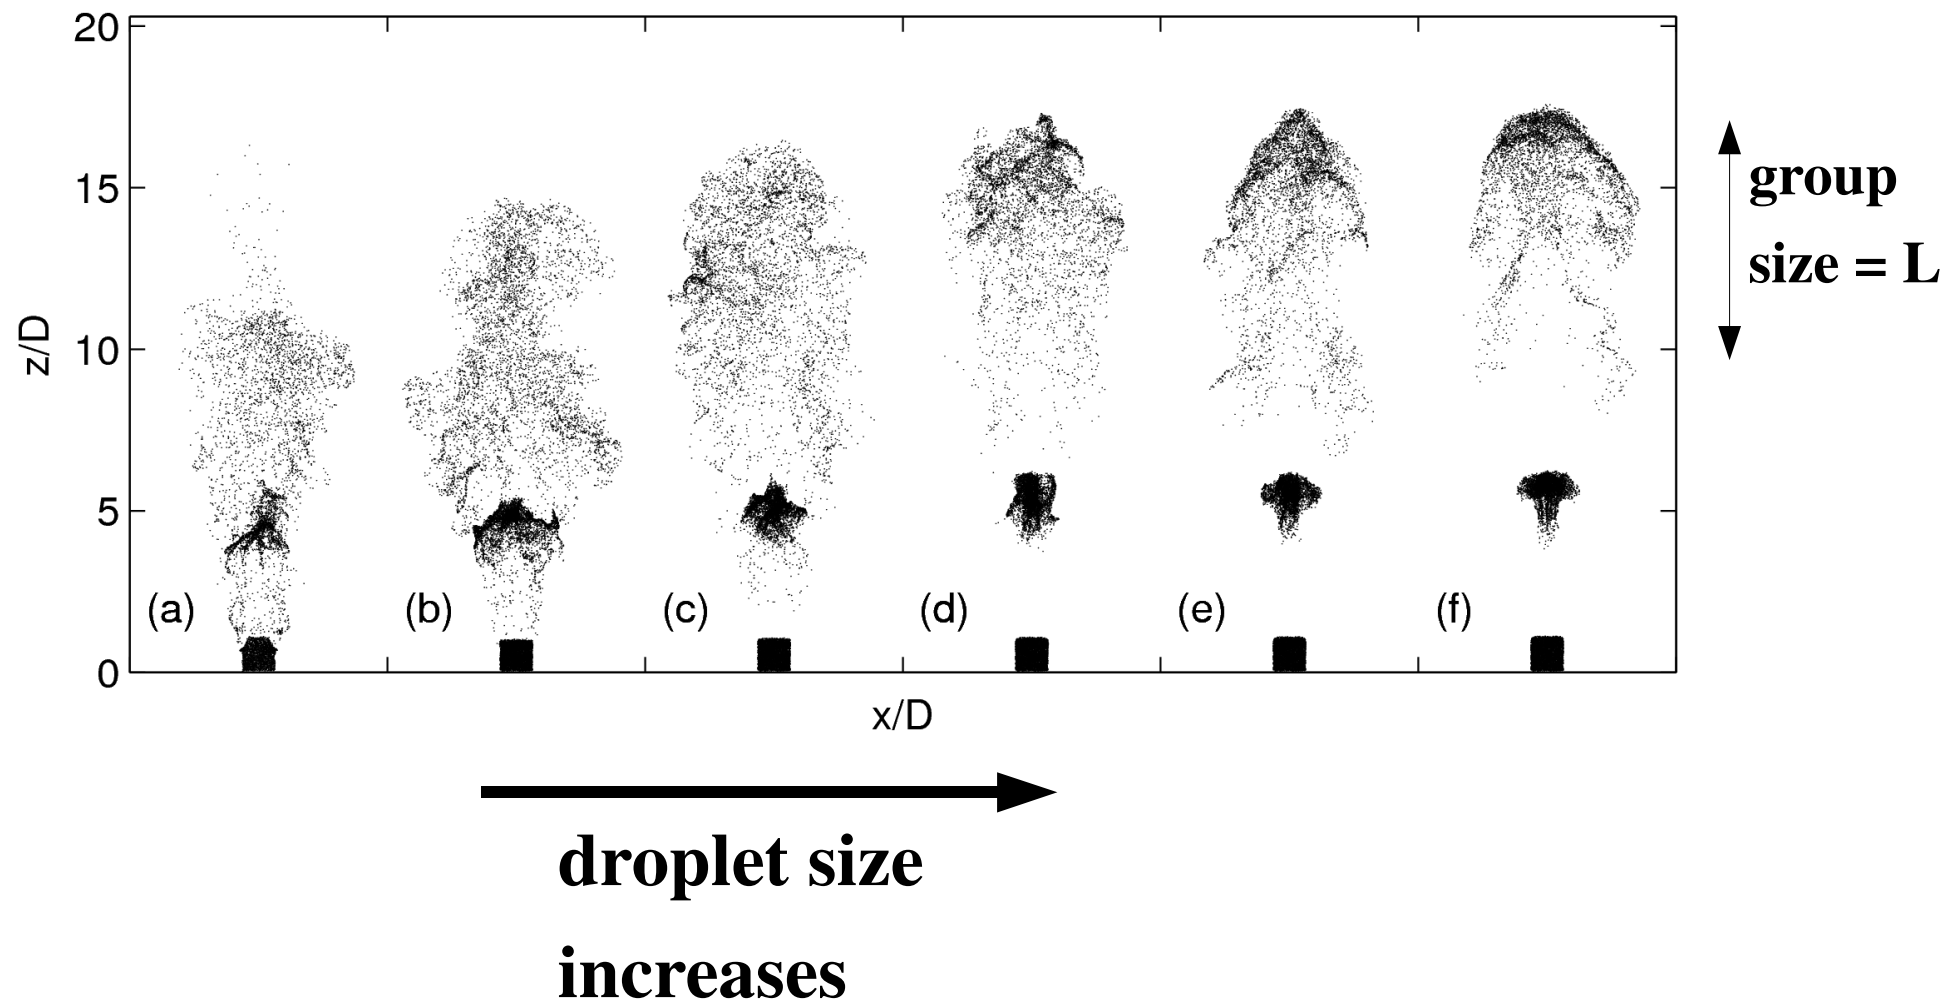 20
15
10
5
0
z/D
(a)
(b)
(c)
(d)
(e)
(f)
x/D
group
size = L
droplet size
increases